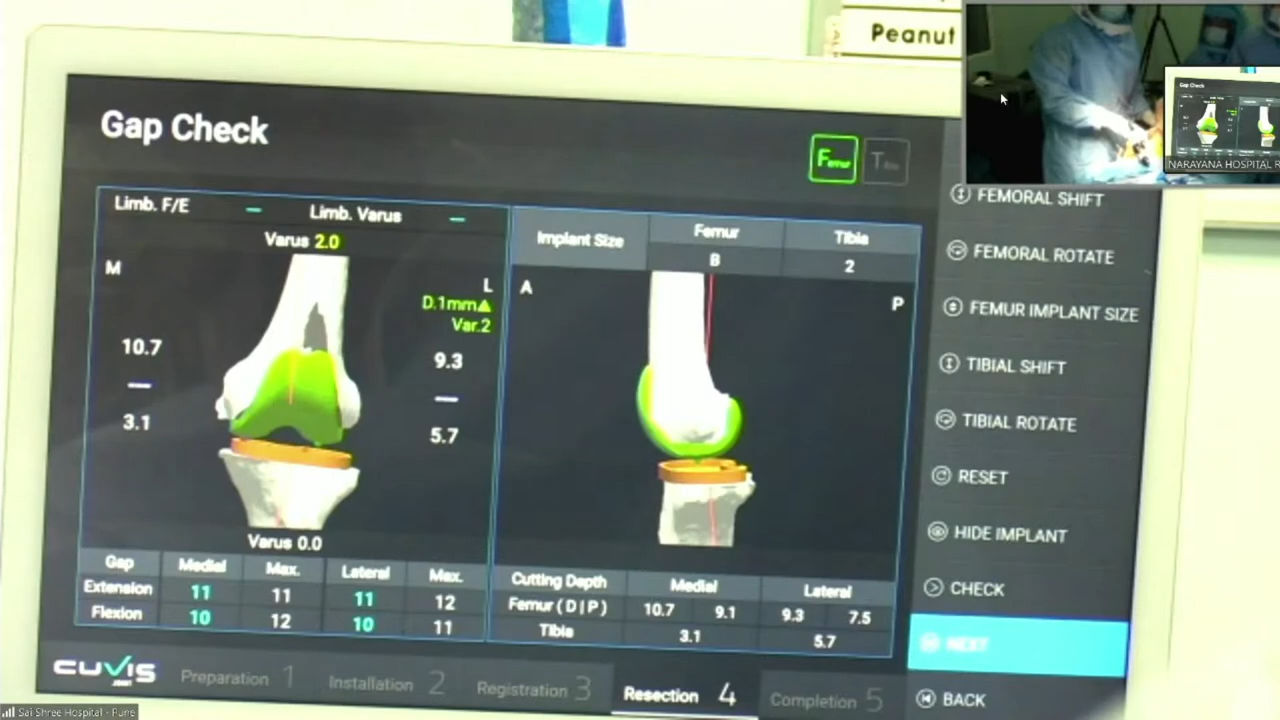 Peanut
NARAYANA HOSPITAL R
Gap Check
Femur
Limb. F/E — Limb. Varus —
Varus 2.0
M
L
D.1mm▲
Var.2
10.7
9.3
—
—
3.1
5.7
Varus 0.0
Gap Medial Max. Lateral Max.
Extension 11 11 11 12
Flexion 10 12 10 11
Implant Size Femur Tibia
B 2
A
P
Cutting Depth Medial Lateral
Femur ( D | P ) 10.7 9.1 9.3 7.5
Tibia 3.1 5.7
FEMORAL SHIFT
FEMORAL ROTATE
FEMUR IMPLANT SIZE
TIBIAL SHIFT
TIBIAL ROTATE
RESET
HIDE IMPLANT
CHECK
NEXT
BACK
CUVIS
JOINT
Preparation 1
Installation 2
Registration 3
Resection 4
Completion 5
Sai Shree Hospital - Pune